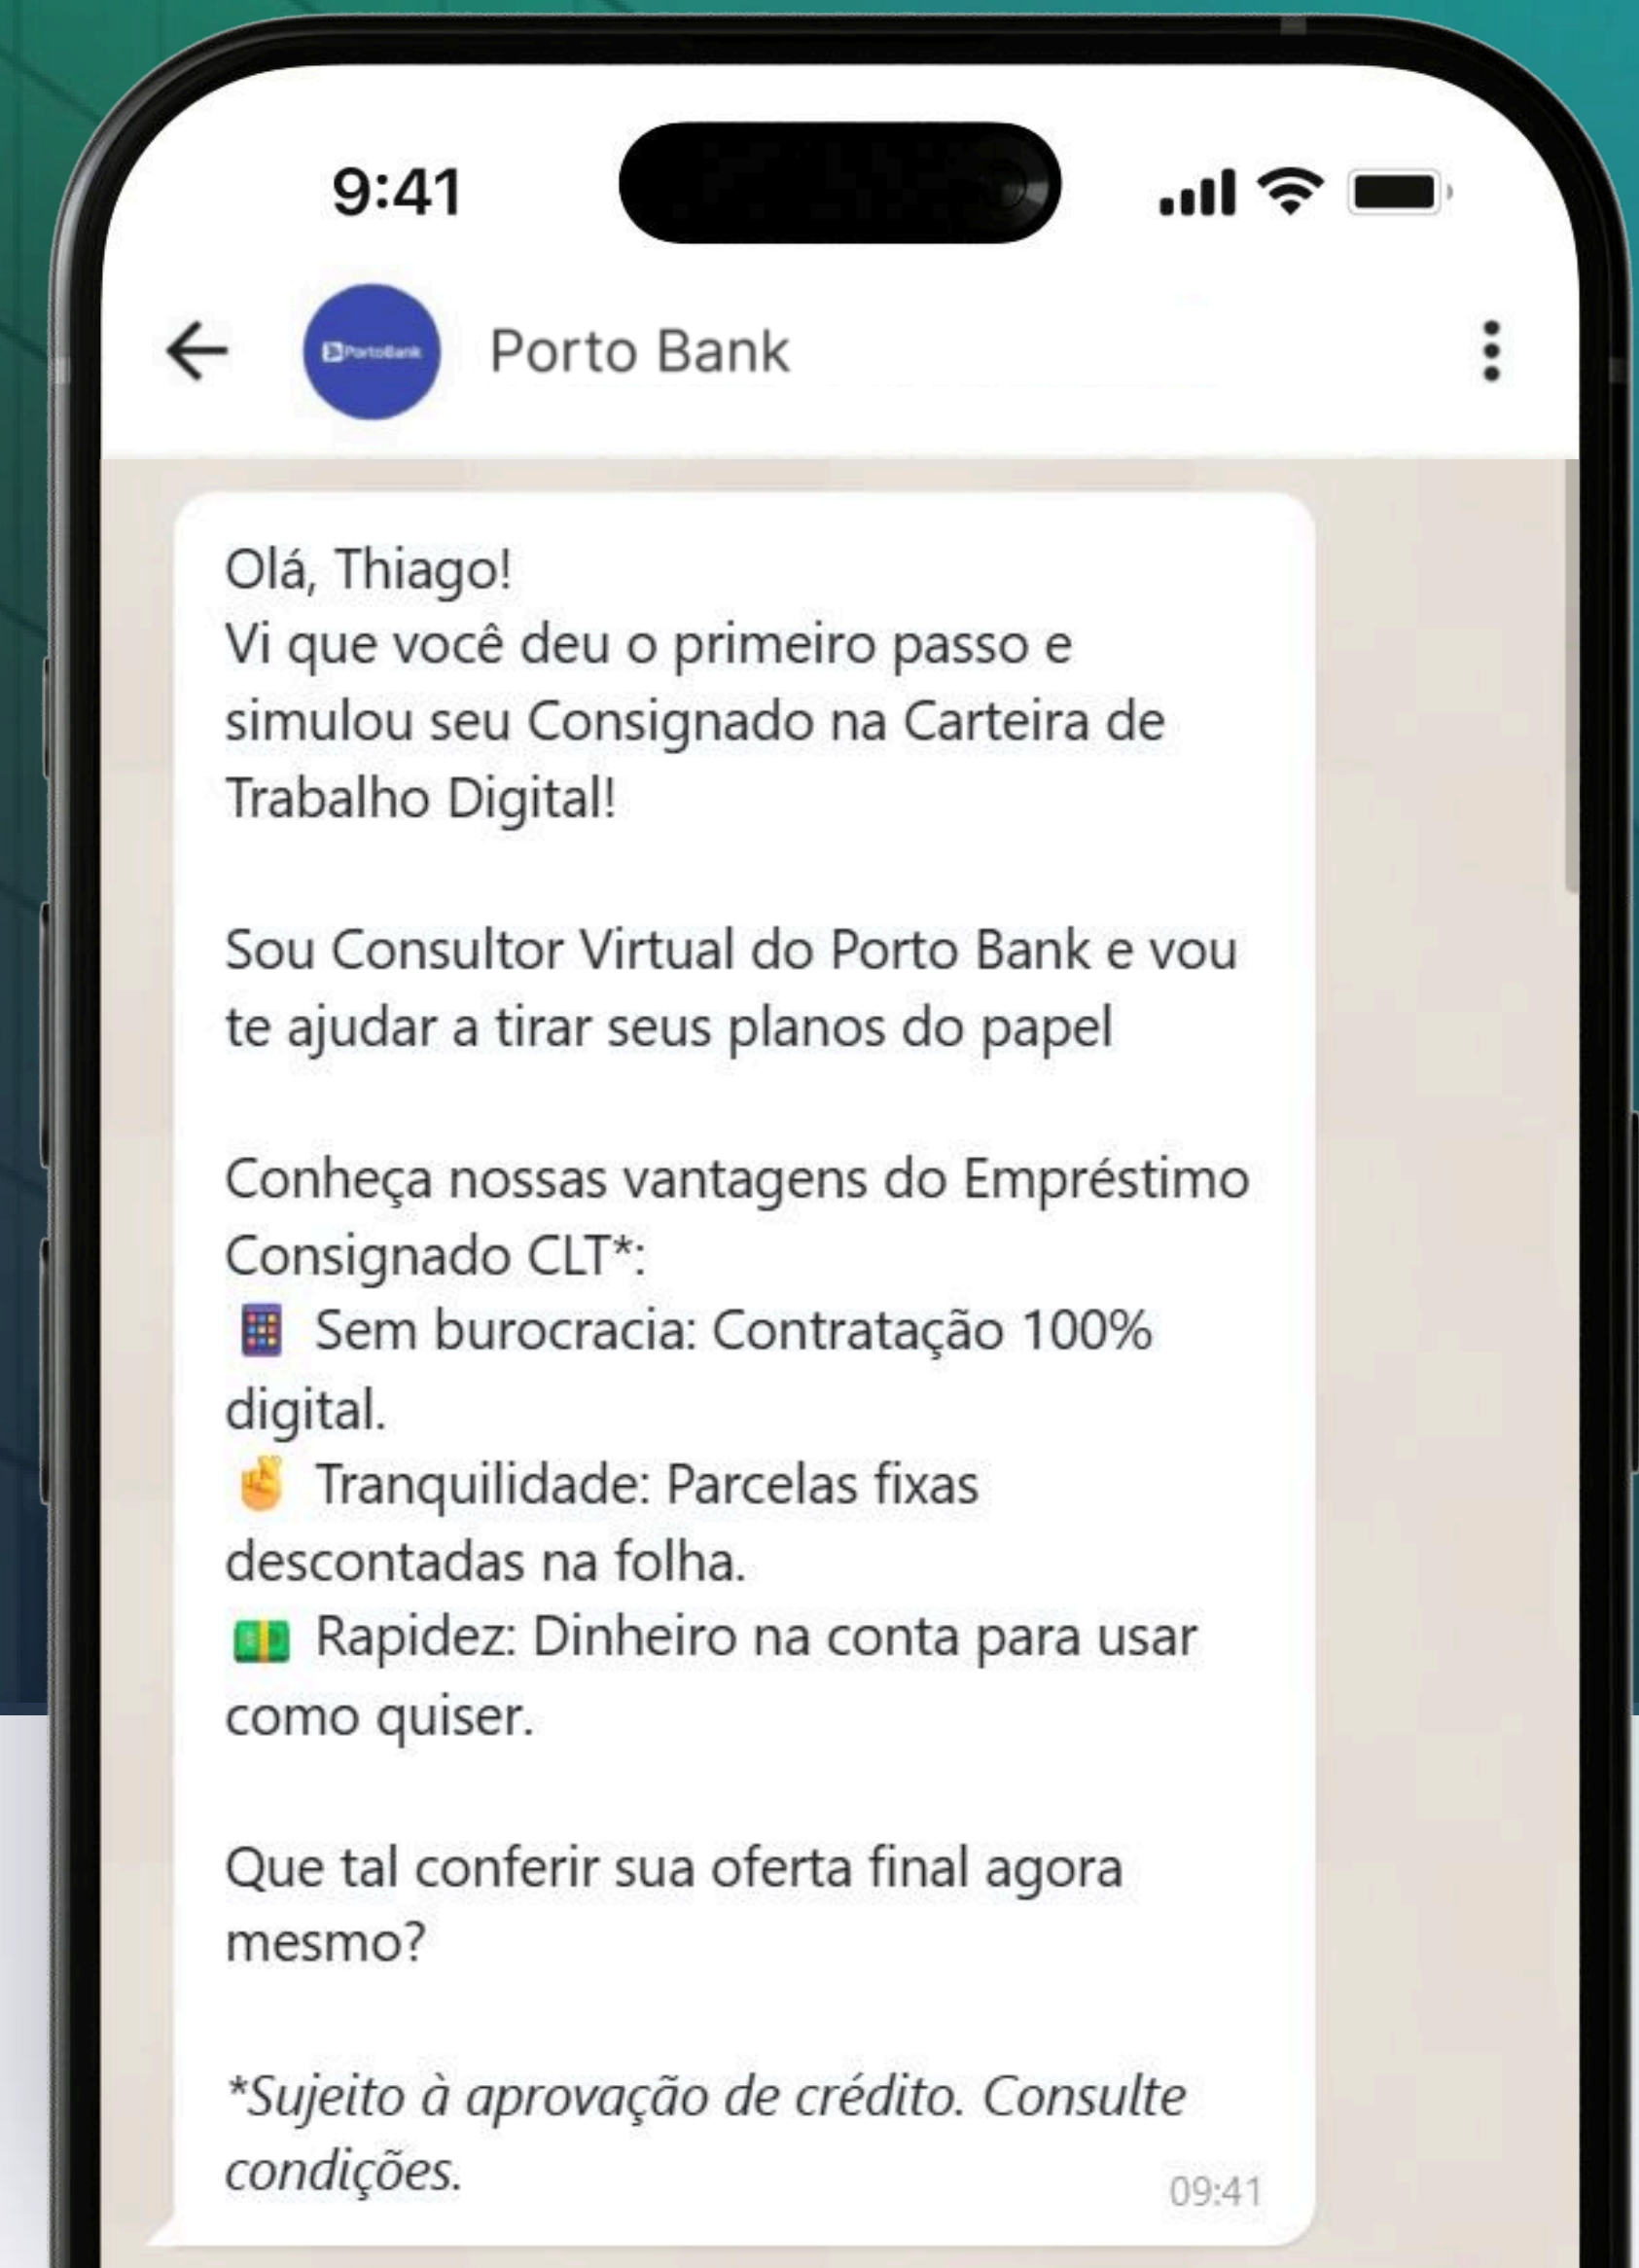 9:41
PortoBank
Porto Bank
Olá, Thiago!
Vi que você deu o primeiro passo e
simulou seu Consignado na Carteira de
Trabalho Digital!
Sou Consultor Virtual do Porto Bank e vou
te ajudar a tirar seus planos do papel
Conheça nossas vantagens do Empréstimo
Consignado CLT*:
Sem burocracia: Contratação 100%
digital.
Tranquilidade: Parcelas fixas
descontadas na folha.
Rapidez: Dinheiro na conta para usar
como quiser.
Que tal conferir sua oferta final agora
mesmo?
*Sujeito à aprovação de crédito. Consulte
condições.
09:41